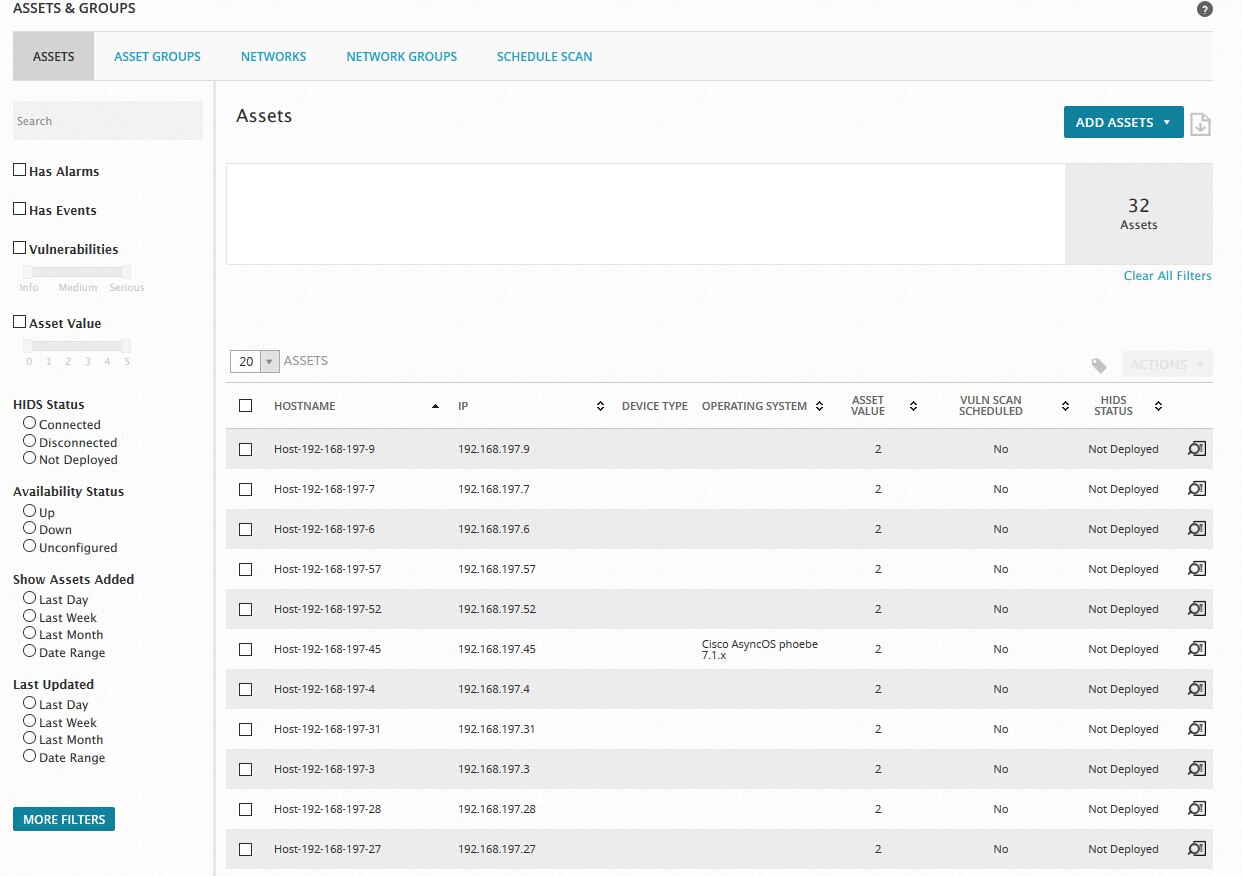 ASSETS & GROUPS
?
ASSETS
ASSET GROUPS
NETWORKS
NETWORK GROUPS
SCHEDULE SCAN
Search
Has Alarms
Has Events
Vulnerabilities
Info Medium Serious
Asset Value
0 1 2 3 4 5
HIDS Status
Connected
Disconnected
Not Deployed
Availability Status
Up
Down
Unconfigured
Show Assets Added
Last Day
Last Week
Last Month
Date Range
Last Updated
Last Day
Last Week
Last Month
Date Range
MORE FILTERS
Assets
ADD ASSETS
32
Assets
Clear All Filters
20 ASSETS
ACTIONS
HOSTNAME IP DEVICE TYPE OPERATING SYSTEM ASSET VALUE VULN SCAN SCHEDULED HIDS STATUS
Host-192-168-197-9 192.168.197.9 2 No Not Deployed
Host-192-168-197-7 192.168.197.7 2 No Not Deployed
Host-192-168-197-6 192.168.197.6 2 No Not Deployed
Host-192-168-197-57 192.168.197.57 2 No Not Deployed
Host-192-168-197-52 192.168.197.52 2 No Not Deployed
Host-192-168-197-45 192.168.197.45 Cisco AsyncOS phoebe 7.1.x 2 No Not Deployed
Host-192-168-197-4 192.168.197.4 2 No Not Deployed
Host-192-168-197-31 192.168.197.31 2 No Not Deployed
Host-192-168-197-3 192.168.197.3 2 No Not Deployed
Host-192-168-197-28 192.168.197.28 2 No Not Deployed
Host-192-168-197-27 192.168.197.27 2 No Not Deployed